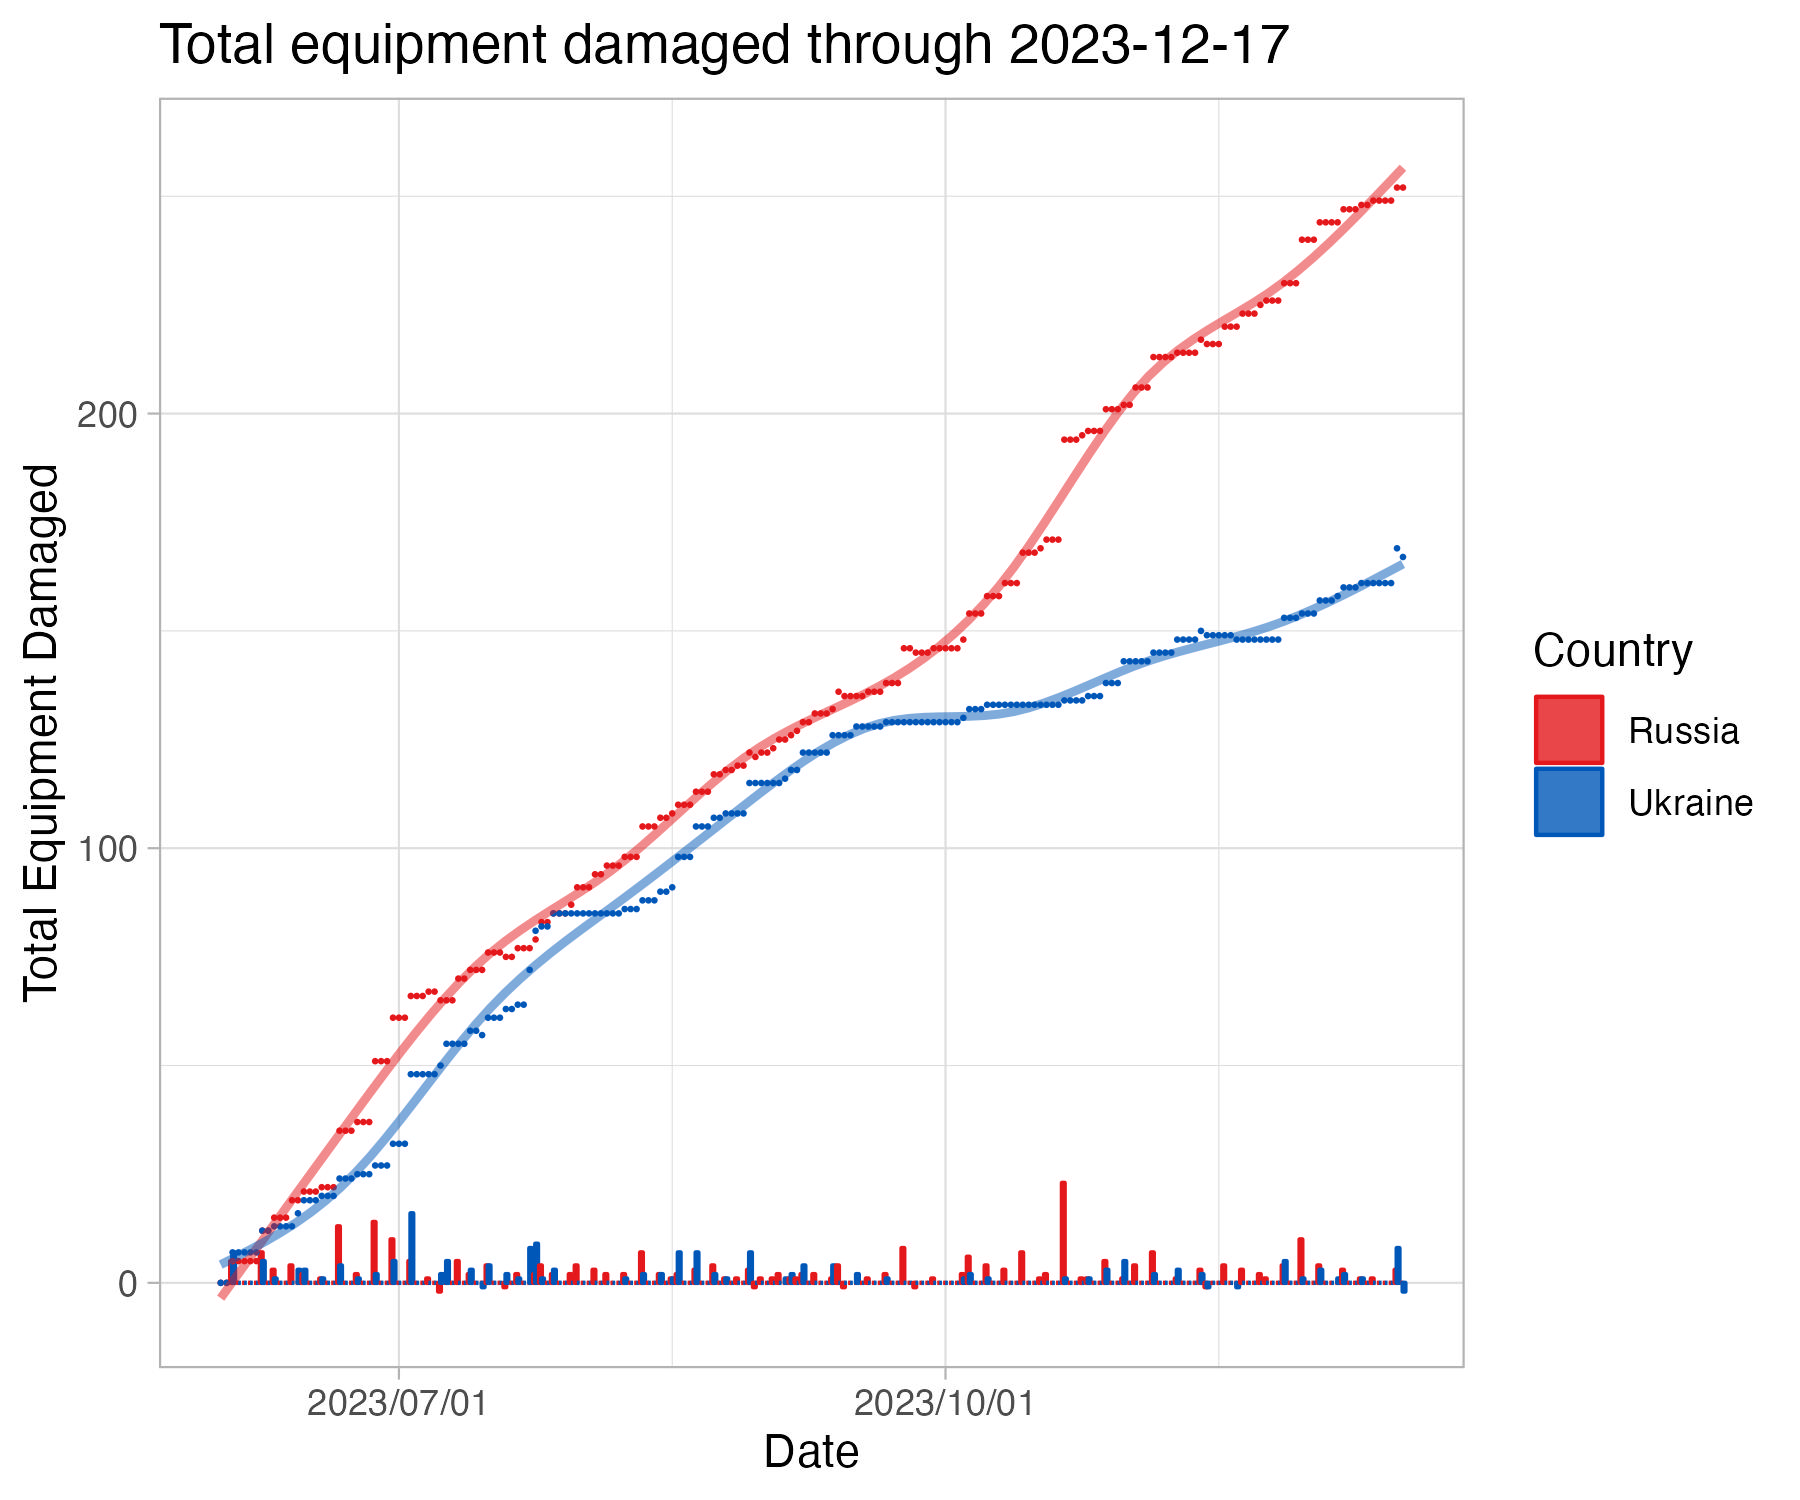 Total equipment damaged through 2023-12-17
Total Equipment Damaged
200
100
0
2023/07/01
2023/10/01
Date
Country
Russia
Ukraine